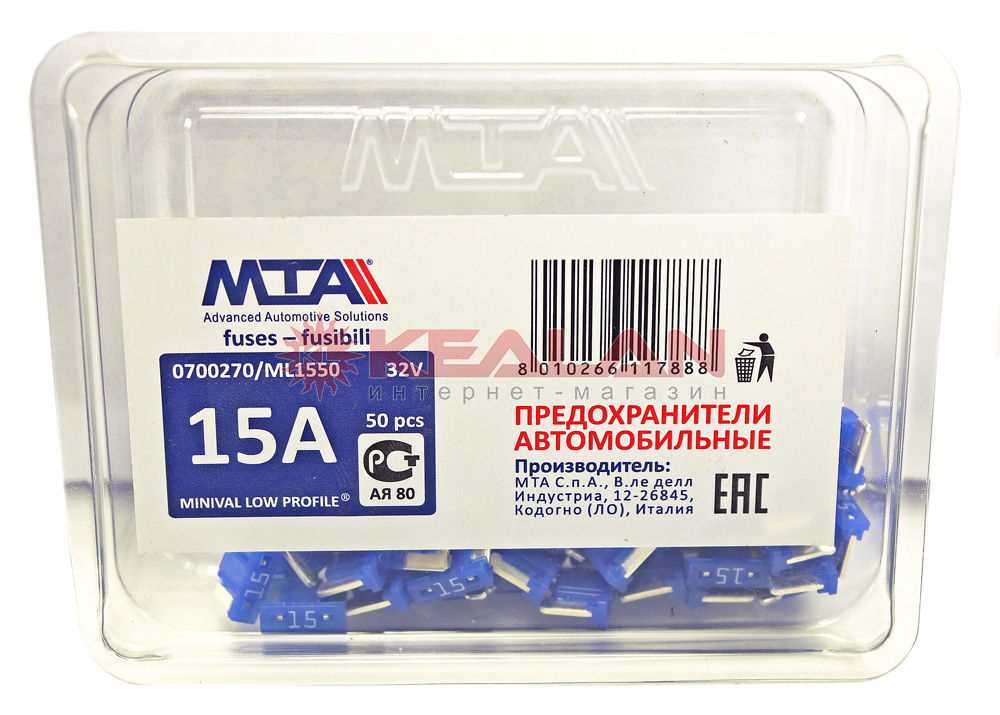 MTA
MTA®
Advanced Automotive Solutions
fuses – fusibili
0700270/ML1550 32V
15A
50 pcs
РСТ
АЯ 80
MINIVAL LOW PROFILE®
8 010266 117888
KEALAN
интернет-магазин
ПРЕДОХРАНИТЕЛИ
АВТОМОБИЛЬНЫЕ
Производитель:
МТА С.п.А., В.ле делл
Индустриа, 12-26845,
Кодогно (ЛО), Италия
EAC
15
15
15
15